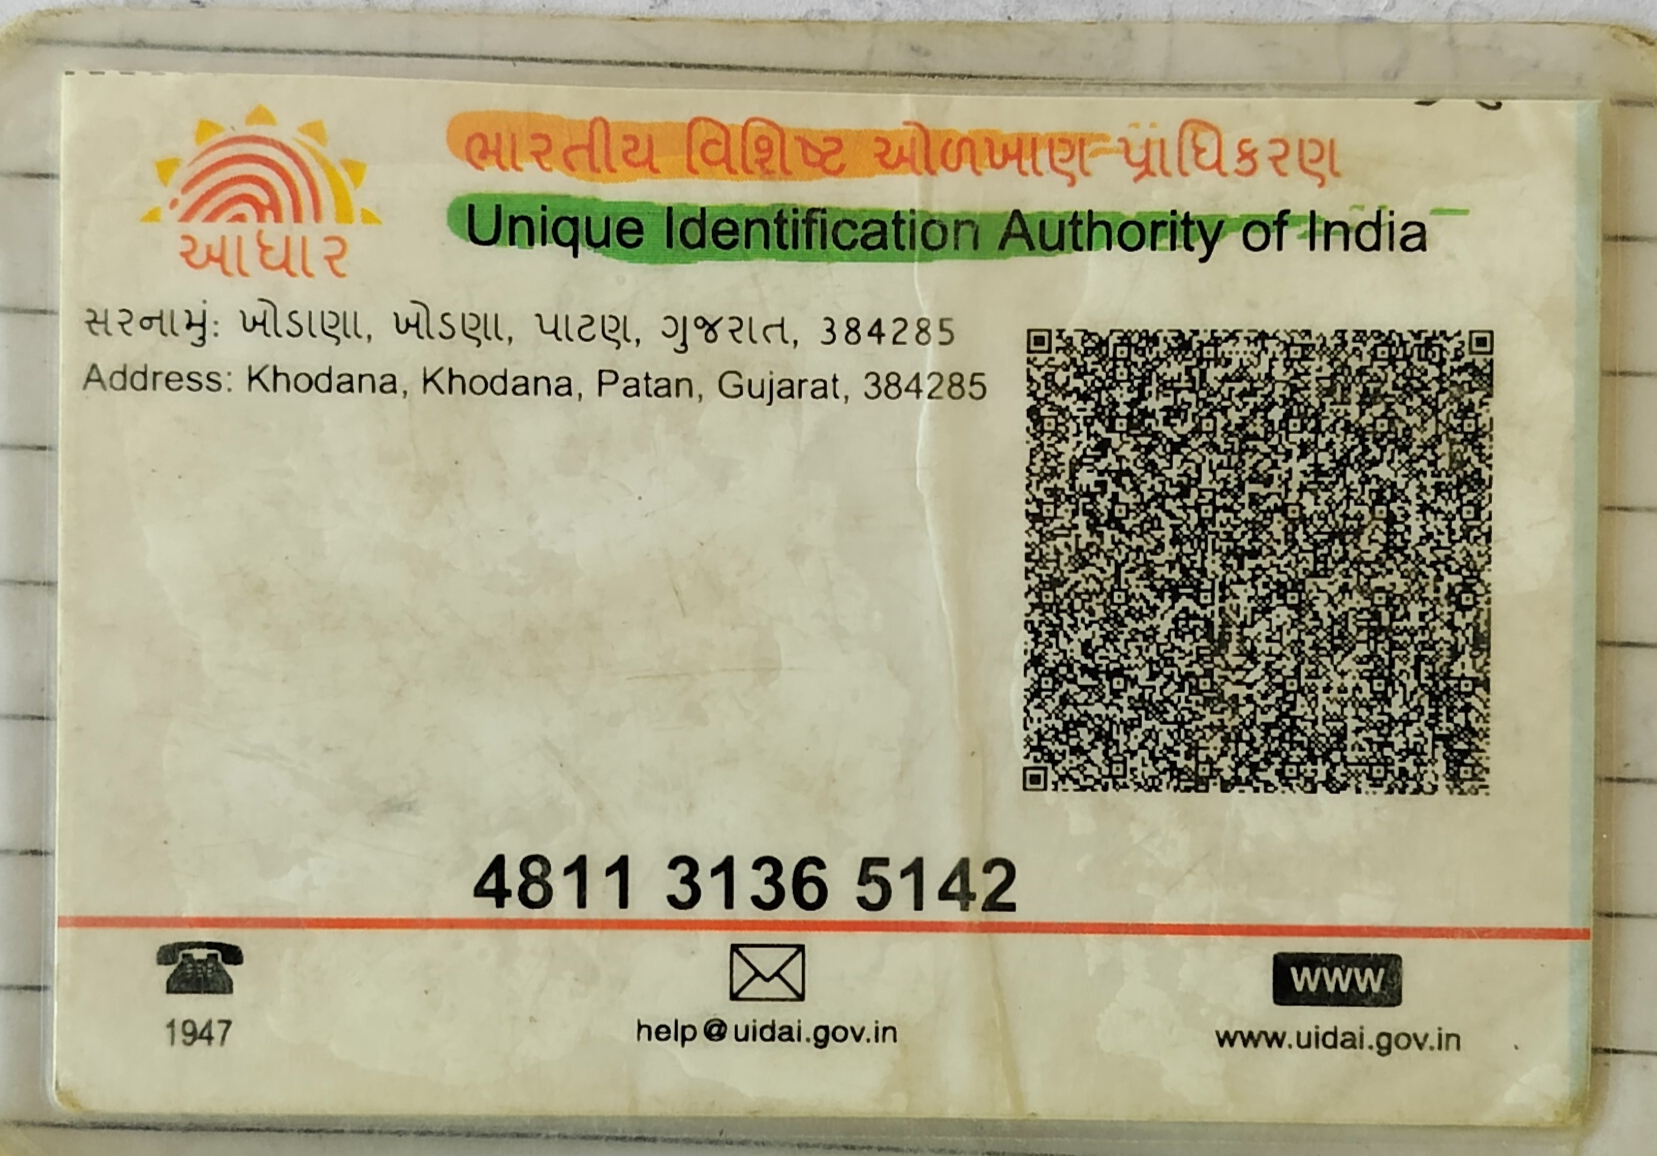 ભારતીય વિશિષ્ટ ઓળખાણ પ્રાધિકરણ
Unique Identification Authority of India
આધાર
સરનામું: ખોડાણા, ખોડણા, પાટણ, ગુજરાત, 384285
Address: Khodana, Khodana, Patan, Gujarat, 384285
4811 3136 5142
1947
help@uidai.gov.in
WWW
www.uidai.gov.in